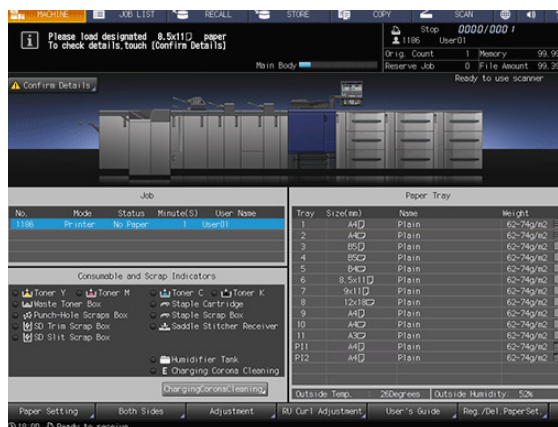 MACHINE JOB LIST RECALL STORE COPY SCAN
Please load designated 8.5x11 paper
To check details,touch [Confirm Details]
Main Body
Stop 0000/0001
1186 User01
Orig. Count 1 Memory 99.99
Reserve Job 0 File Amount 99.39
Confirm Details
Ready to use scanner
Job
No. Mode Status Minute(S) User Name
1186 Printer No Paper 1 User01
Consumable and Scrap Indicators
Toner Y Toner M Toner C Toner K
Waste Toner Box Staple Cartridge
Punch-Hole Scraps Box Staple Scrap Box
SD Trim Scrap Box Saddle Stitcher Receiver
SD Slit Scrap Box
Humidifier Tank
E Charging Corona Cleaning
ChargingCoronaCleaning
Paper Tray
Tray Size(mm) Name Weight
1 A4 Plain 62-74g/m2
2 A4 Plain 62-74g/m2
3 B5 Plain 62-74g/m2
4 B5 Plain 62-74g/m2
5 B4 Plain 62-74g/m2
6 8.5x11 Plain 62-74g/m2
7 9x11 Plain 62-74g/m2
8 12x18 Plain 62-74g/m2
9 A4 Plain 62-74g/m2
10 A4 Plain 62-74g/m2
11 A3 Plain 62-74g/m2
PI1 A4 Plain 62-74g/m2
PI2 A4 Plain 62-74g/m2
Outside Temp. : 26Degrees Outside Humidity: 52%
Paper Setting Both Sides Adjustment RU Curl Adjustment User's Guide Reg./Del.PaperSet.
18:09 Ready to receive